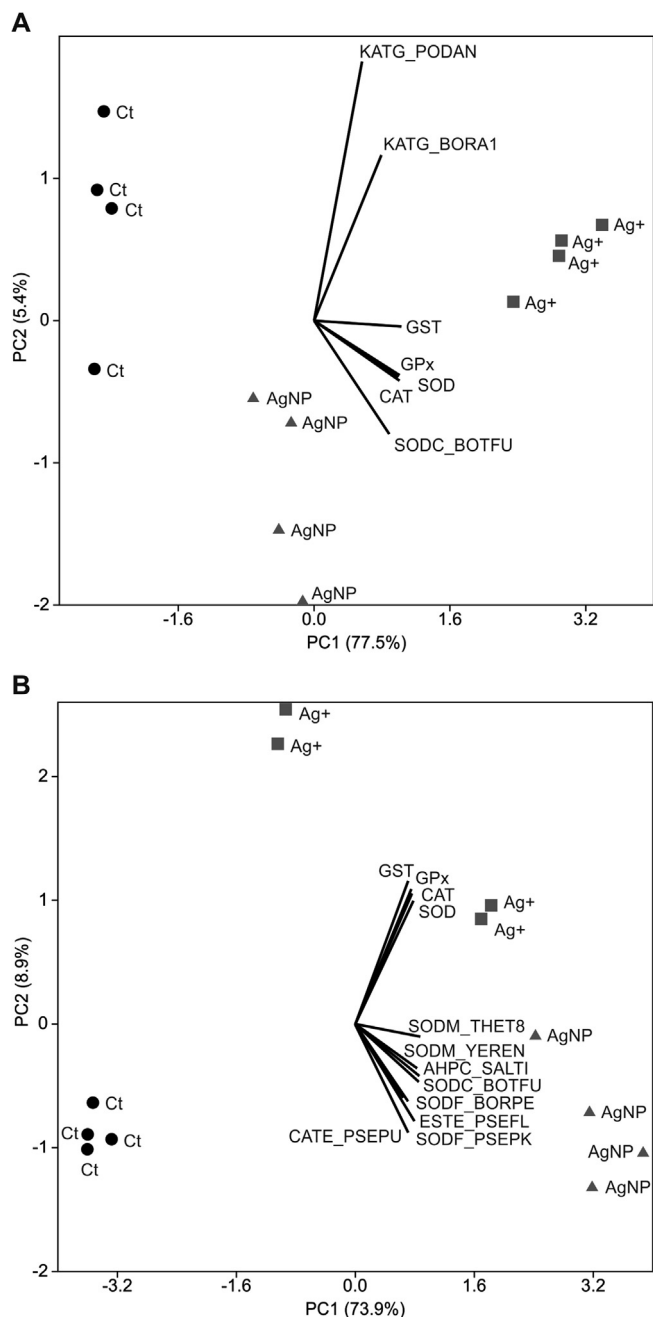 A
KATG_PODAN
Ct
KATG_BORA1
1
Ct
Ct
Ag+
Ag+
Ag+
Ag+
PC2 (5.4%)
0
GST
GPx
Ct
SOD
CAT
AgNP
AgNP
SODC_BOTFU
-1
AgNP
AgNP
-2
-1.6
0.0
1.6
3.2
PC1 (77.5%)
B
Ag+
Ag+
2
GST
GPx
CAT
SOD
1
Ag+
Ag+
PC2 (8.9%)
0
SODM_THET8
AgNP
SODM_YEREN
AHPC_SALTI
SODC_BOTFU
SODF_BORPE
ESTE_PSEFL
CATE_PSEPU
SODF_PSEPK
Ct
Ct
Ct
Ct
-1
AgNP
AgNP
AgNP
-2
-3.2
-1.6
0.0
1.6
3.2
PC1 (73.9%)